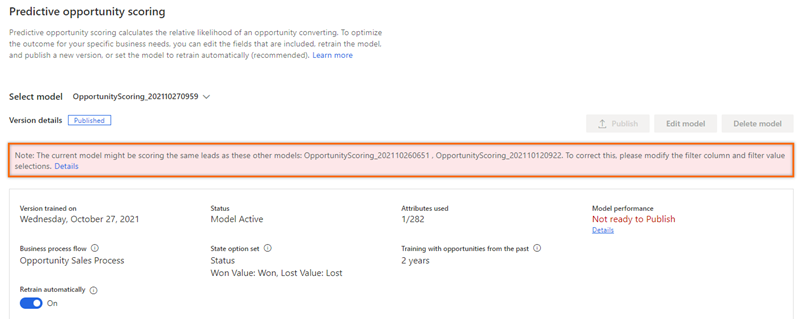 Predictive opportunity scoring
Predictive opportunity scoring calculates the relative likelihood of an opportunity converting. To optimize
the outcome for your specific business needs, you can edit the fields that are included, retrain the model,
and publish a new version, or set the model to retrain automatically (recommended). Learn more
Select model OpportunityScoring_202110270959
Version details Published
Publish Edit model Delete model
Note: The current model might be scoring the same leads as these other models: OpportunityScoring_202110260651 , OpportunityScoring_202110120922. To correct this, please modify the filter column and filter value
selections. Details
Version trained on Status Attributes used Model performance
Wednesday, October 27, 2021 Model Active 1/282 Not ready to Publish
Details
Business process flow State option set Training with opportunities from the past
Opportunity Sales Process Status 2 years
Won Value: Won, Lost Value: Lost
Retrain automatically
On